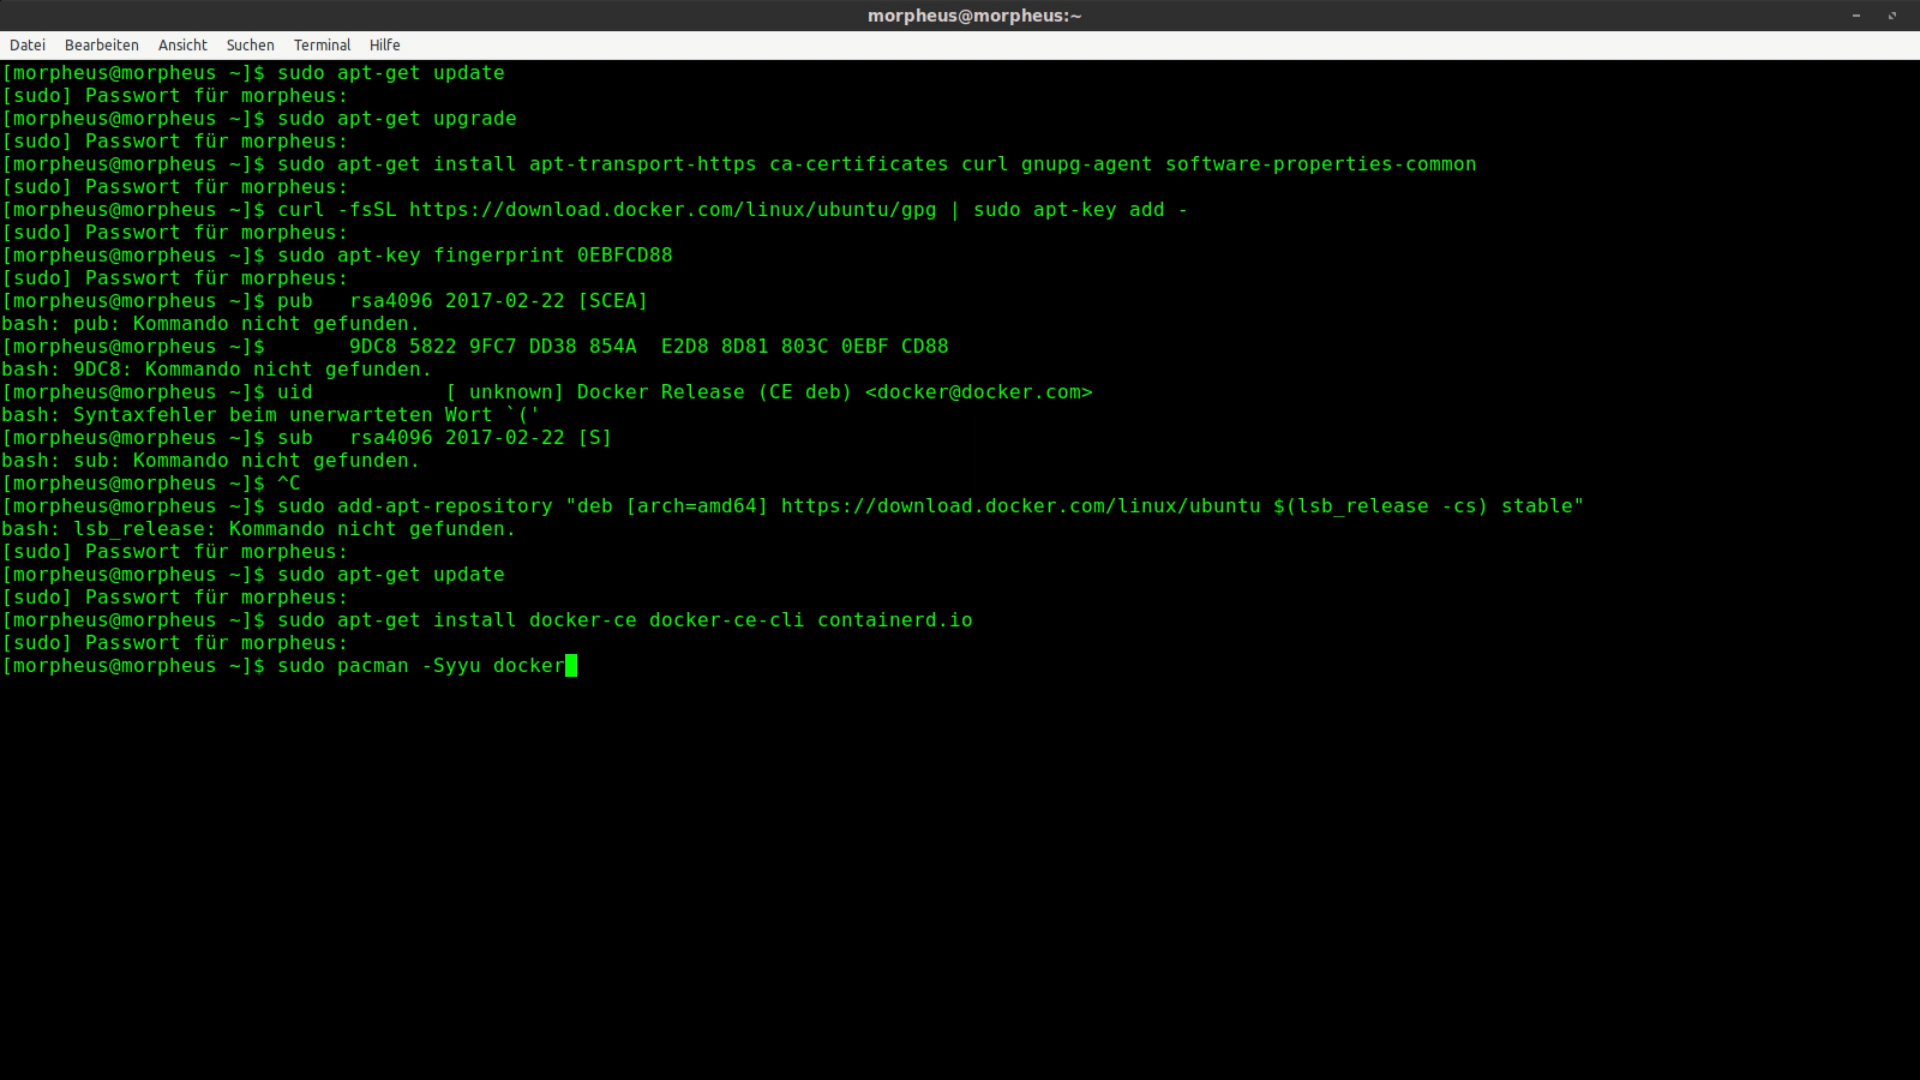 morpheus@morpheus:~
Datei Bearbeiten Ansicht Suchen Terminal Hilfe
[morpheus@morpheus ~]$ sudo apt-get update
[sudo] Passwort für morpheus:
[morpheus@morpheus ~]$ sudo apt-get upgrade
[sudo] Passwort für morpheus:
[morpheus@morpheus ~]$ sudo apt-get install apt-transport-https ca-certificates curl gnupg-agent software-properties-common
[sudo] Passwort für morpheus:
[morpheus@morpheus ~]$ curl -fsSL https://download.docker.com/linux/ubuntu/gpg | sudo apt-key add -
[sudo] Passwort für morpheus:
[morpheus@morpheus ~]$ sudo apt-key fingerprint 0EBFCD88
[sudo] Passwort für morpheus:
[morpheus@morpheus ~]$ pub   rsa4096 2017-02-22 [SCEA]
bash: pub: Kommando nicht gefunden.
[morpheus@morpheus ~]$       9DC8 5822 9FC7 DD38 854A  E2D8 8D81 803C 0EBF CD88
bash: 9DC8: Kommando nicht gefunden.
[morpheus@morpheus ~]$ uid           [ unknown] Docker Release (CE deb) <docker@docker.com>
bash: Syntaxfehler beim unerwarteten Wort `('
[morpheus@morpheus ~]$ sub   rsa4096 2017-02-22 [S]
bash: sub: Kommando nicht gefunden.
[morpheus@morpheus ~]$ ^C
[morpheus@morpheus ~]$ sudo add-apt-repository "deb [arch=amd64] https://download.docker.com/linux/ubuntu $(lsb_release -cs) stable"
bash: lsb_release: Kommando nicht gefunden.
[sudo] Passwort für morpheus:
[morpheus@morpheus ~]$ sudo apt-get update
[sudo] Passwort für morpheus:
[morpheus@morpheus ~]$ sudo apt-get install docker-ce docker-ce-cli containerd.io
[sudo] Passwort für morpheus:
[morpheus@morpheus ~]$ sudo pacman -Syyu docker